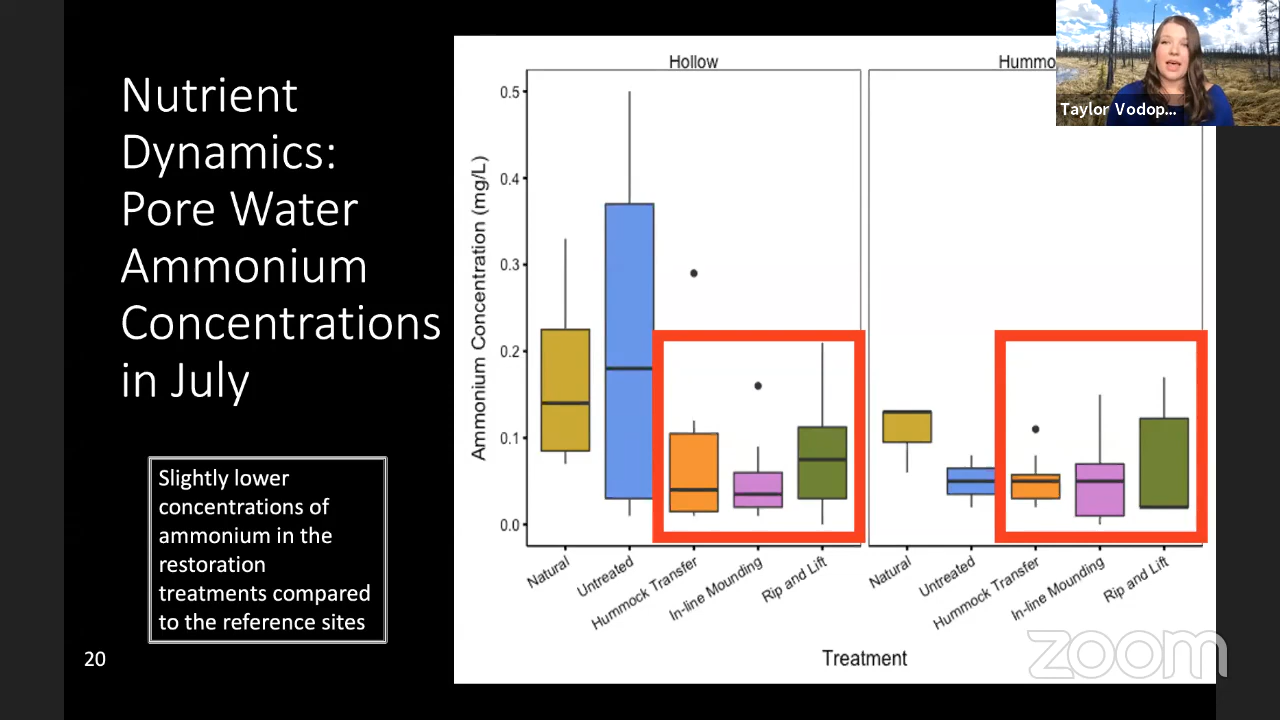 Nutrient
Dynamics:
Pore Water
Ammonium
Concentrations
in July
Slightly lower
concentrations of
ammonium in the
restoration
treatments compared
to the reference sites
20
Hollow
Hummo
Ammonium Concentration (mg/L)
0.5
0.4
0.3
0.2
0.1
0.0
Natural
Untreated
Hummock Transfer
In-line Mounding
Rip and Lift
Natural
Untreated
Hummock Transfer
In-line Mounding
Rip and Lift
Treatment
Taylor Vodop...
zoom